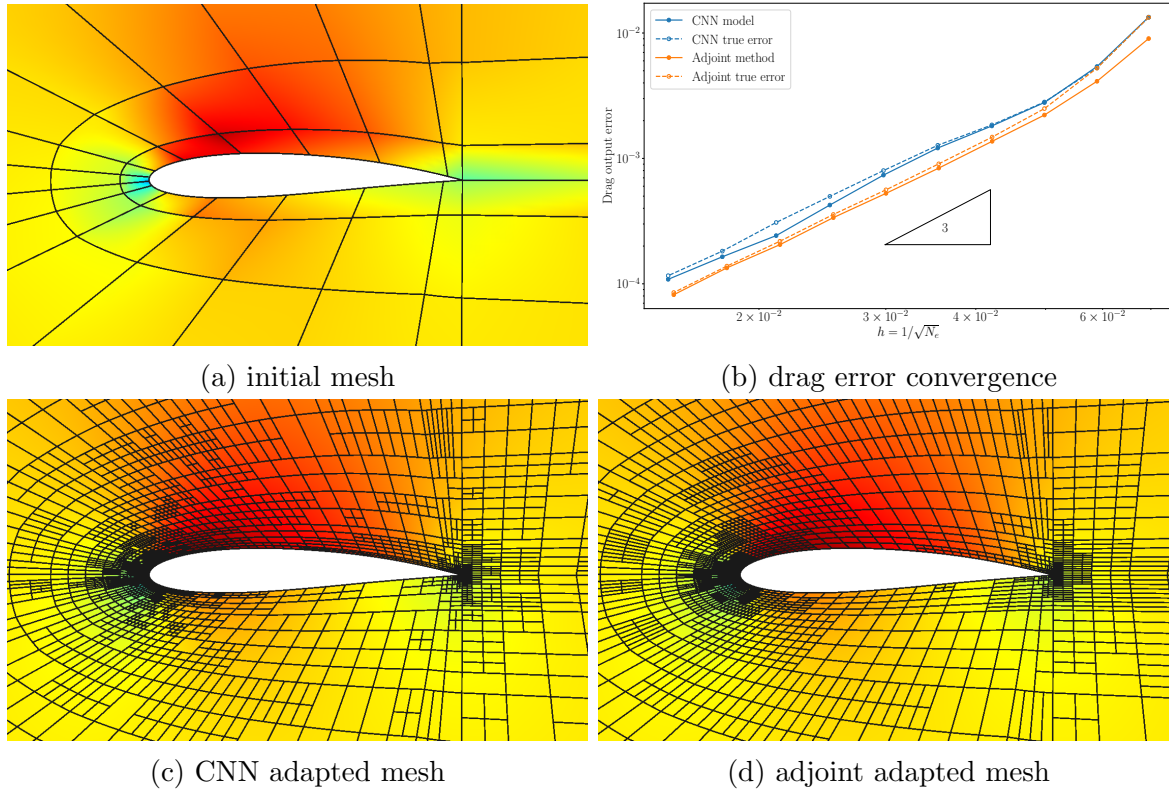 CNN model
CNN true error
Adjoint method
Adjoint true error
Drag output error
10⁻²
10⁻³
10⁻⁴
3
2 × 10⁻²
3 × 10⁻²
4 × 10⁻²
6 × 10⁻²
h = 1/√Nₑ
(a) initial mesh
(b) drag error convergence
(c) CNN adapted mesh
(d) adjoint adapted mesh